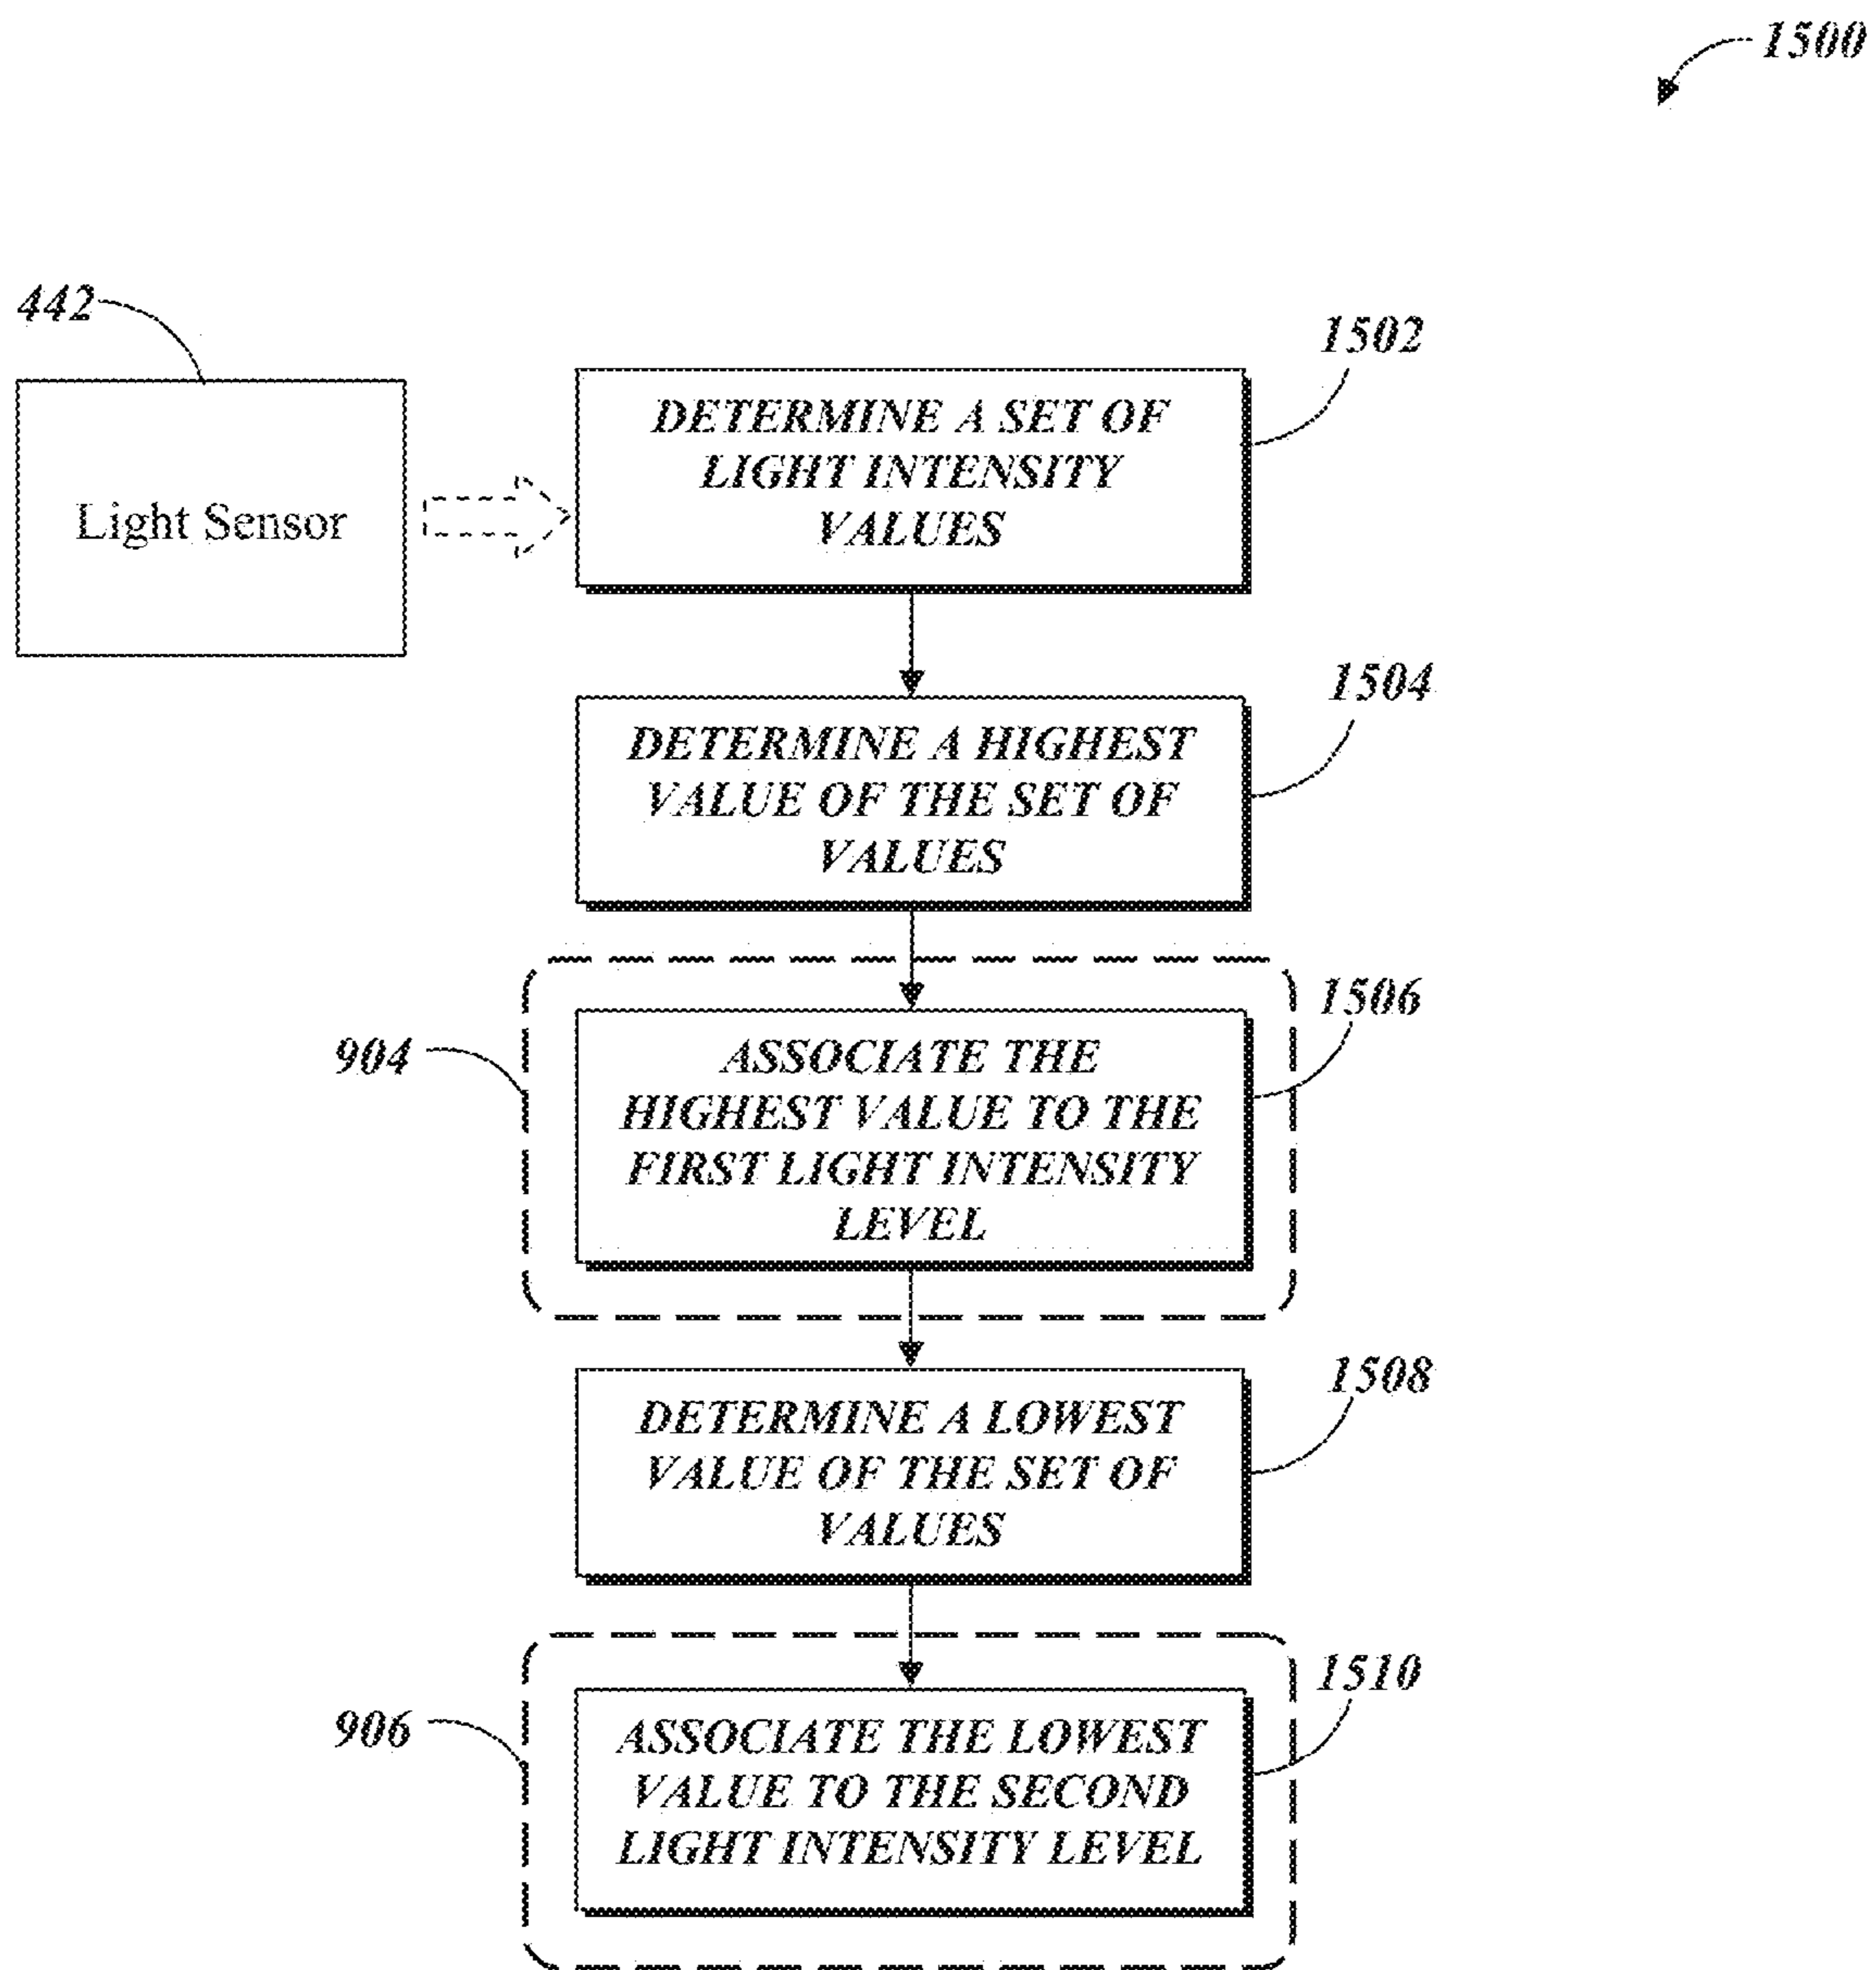 1500
442
1502
DETERMINE A SET OF
LIGHT INTENSITY
VALUES
Light Sensor
1504
DETERMINE A HIGHEST
VALUE OF THE SET OF
VALUES
1506
904
ASSOCIATE THE
HIGHEST VALUE TO THE
FIRST LIGHT INTENSITY
LEVEL
1508
DETERMINE A LOWEST
VALUE OF THE SET OF
VALUES
1510
906
ASSOCIATE THE LOWEST
VALUE TO THE SECOND
LIGHT INTENSITY LEVEL